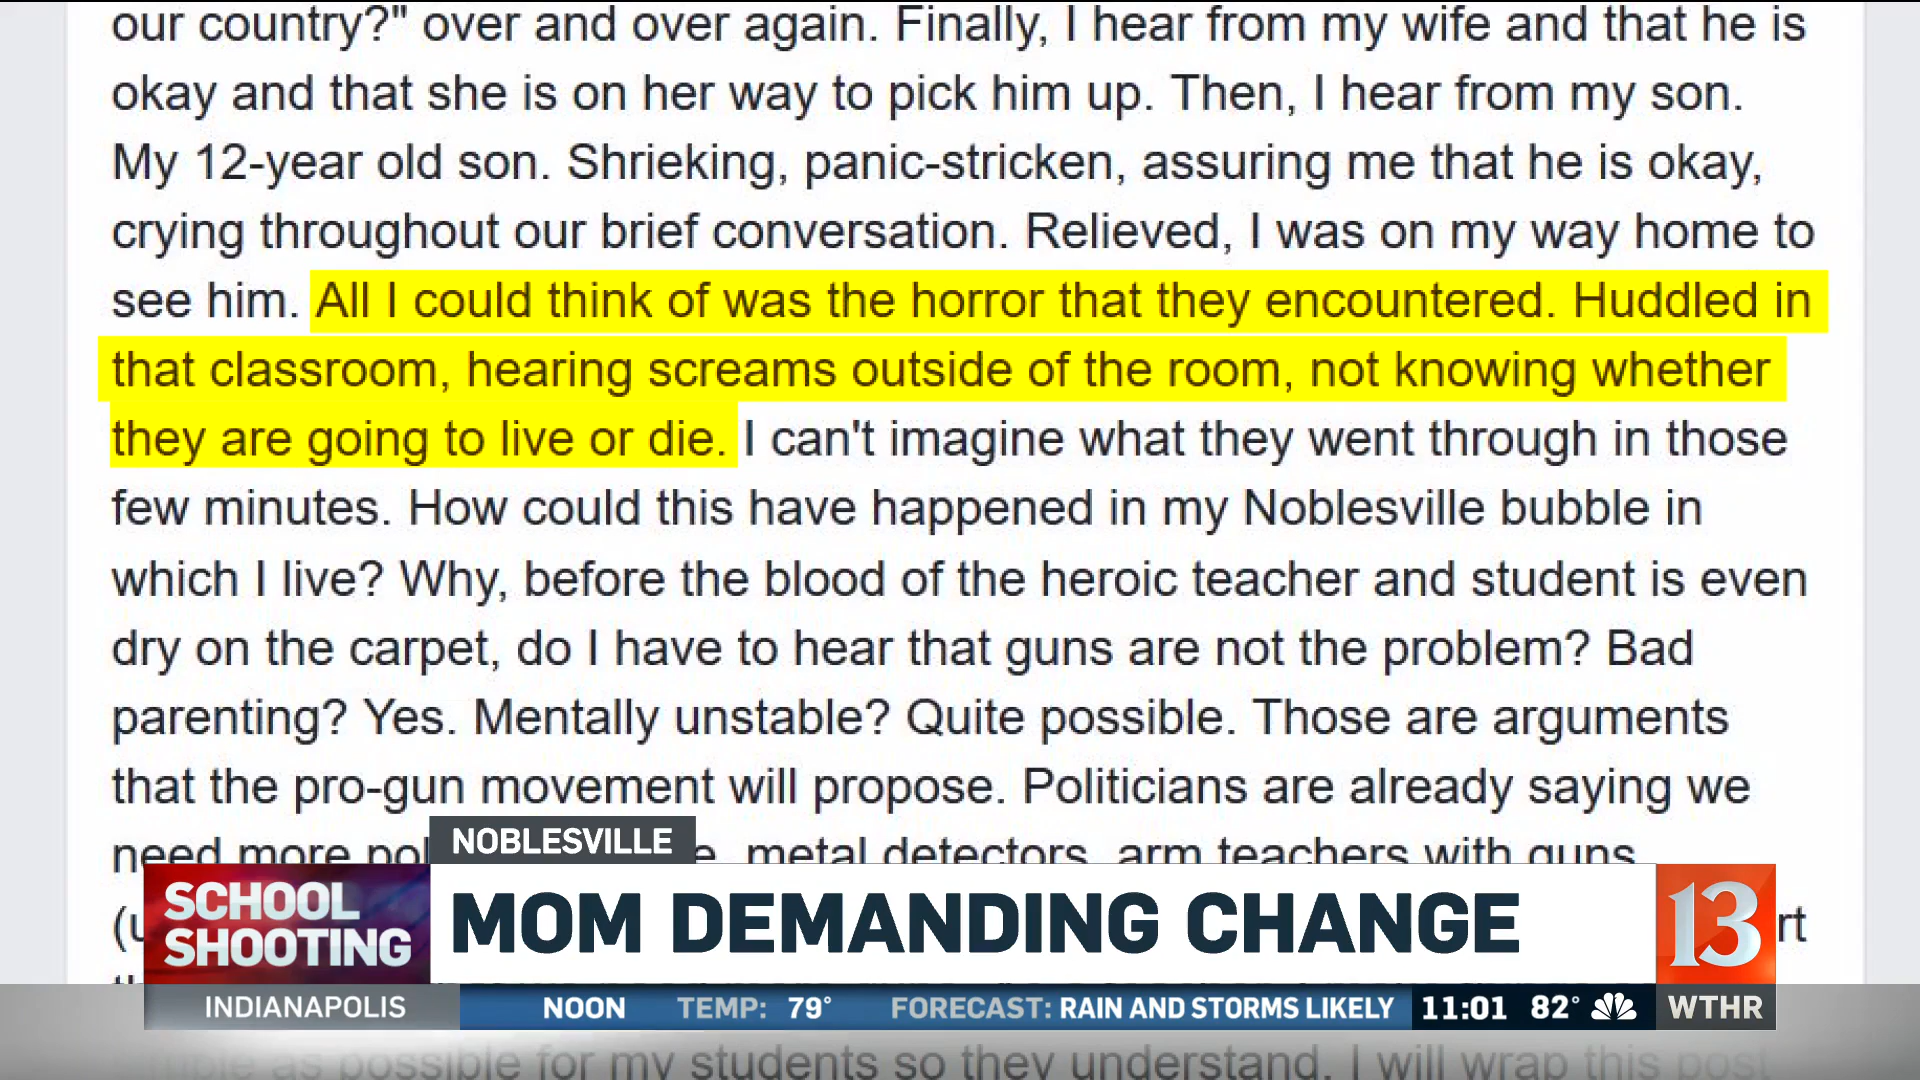 our country?" over and over again. Finally, I hear from my wife and that he is
okay and that she is on her way to pick him up. Then, I hear from my son.
My 12-year old son. Shrieking, panic-stricken, assuring me that he is okay,
crying throughout our brief conversation. Relieved, I was on my way home to
see him. All I could think of was the horror that they encountered. Huddled in
that classroom, hearing screams outside of the room, not knowing whether
they are going to live or die. I can't imagine what they went through in those
few minutes. How could this have happened in my Noblesville bubble in
which I live? Why, before the blood of the heroic teacher and student is even
dry on the carpet, do I have to hear that guns are not the problem? Bad
parenting? Yes. Mentally unstable? Quite possible. Those are arguments
that the pro-gun movement will propose. Politicians are already saying we
need more metal detectors, arm teachers with guns
NOBLESVILLE
SCHOOL
SHOOTING
MOM DEMANDING CHANGE
13
INDIANAPOLIS
NOON TEMP: 79° FORECAST: RAIN AND STORMS LIKELY
11:01 82°
WTHR
as possible for my students so they understand. I will wrap this post